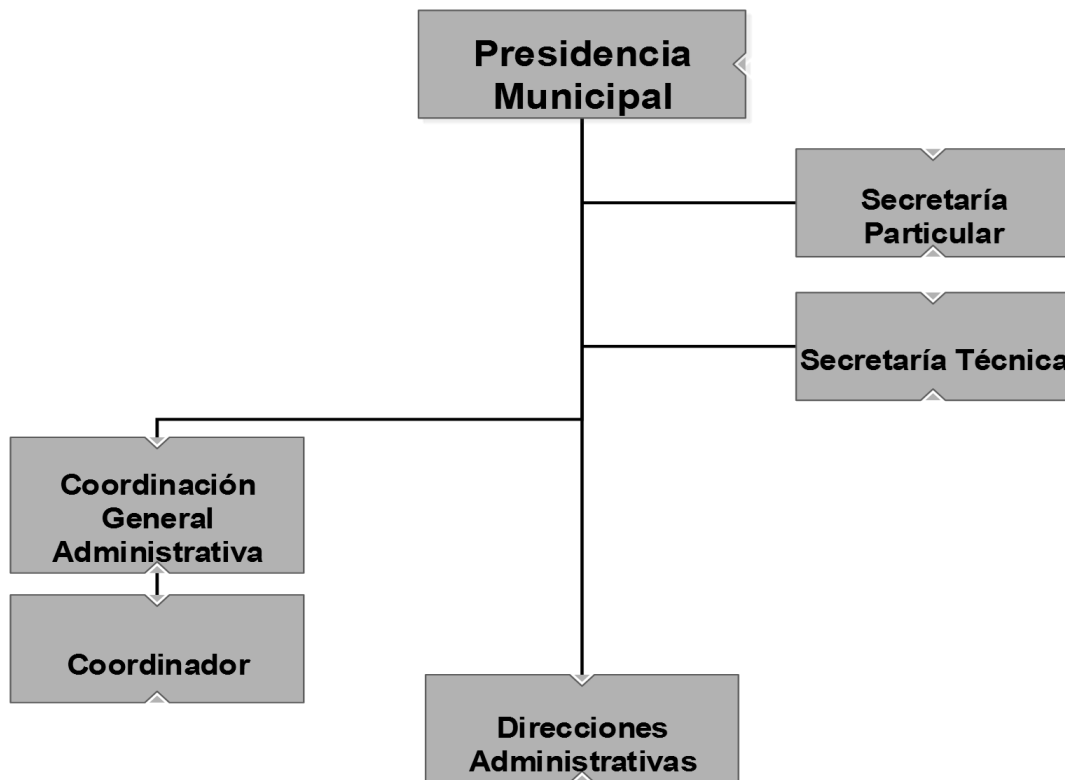 Presidencia
Municipal
Secretaría
Particular
Secretaría Técnica
Coordinación
General
Administrativa
Coordinador
Direcciones
Administrativas